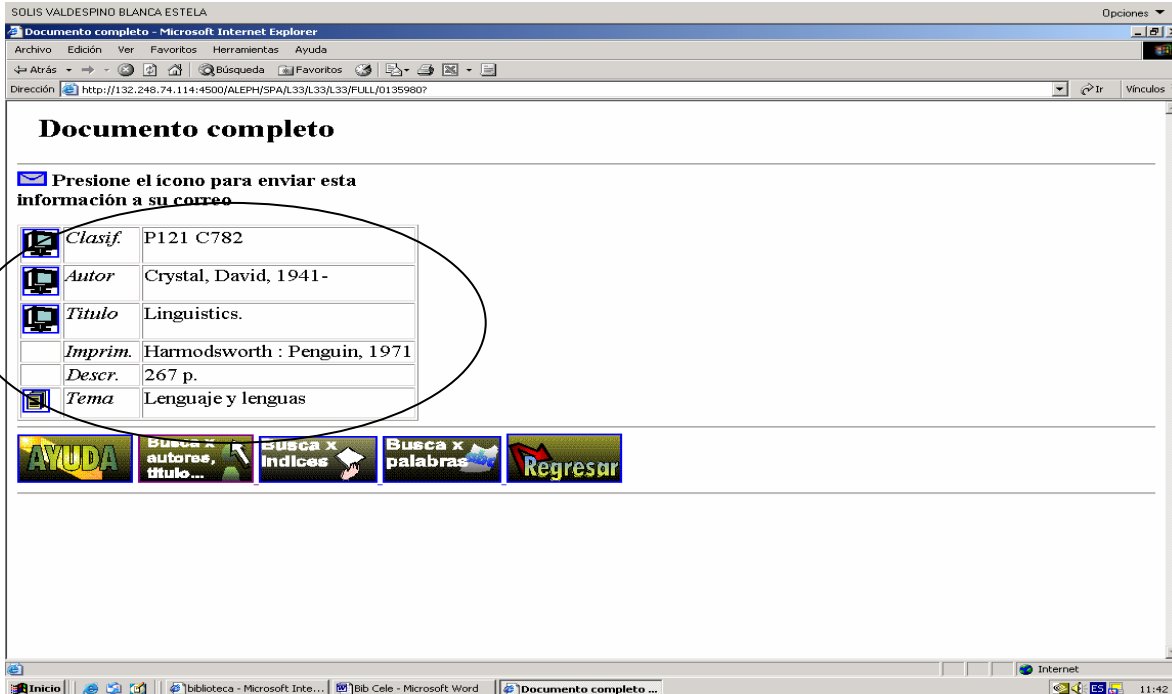 SOLIS VALDESPINO BLANCA ESTELA Opciones
Documento completo - Microsoft Internet Explorer
Archivo Edición Ver Favoritos Herramientas Ayuda
Atrás Búsqueda Favoritos
Dirección http://132.248.74.114:4500/ALEPH/SPA/L33/L33/L33/FULL/0135980? Ir Vínculos
Documento completo
Presione el ícono para enviar esta
información a su correo
Clasif. P121 C782
Autor Crystal, David, 1941-
Titulo Linguistics.
Imprim. Harmodsworth : Penguin, 1971
Descr. 267 p.
Tema Lenguaje y lenguas
AYUDA
Busca x
autores,
titulo...
Busca x
Indices
Busca x
palabras
Regresar
Internet
Inicio biblioteca - Microsoft Inte... Bib Cele - Microsoft Word Documento completo ... ES 11:42